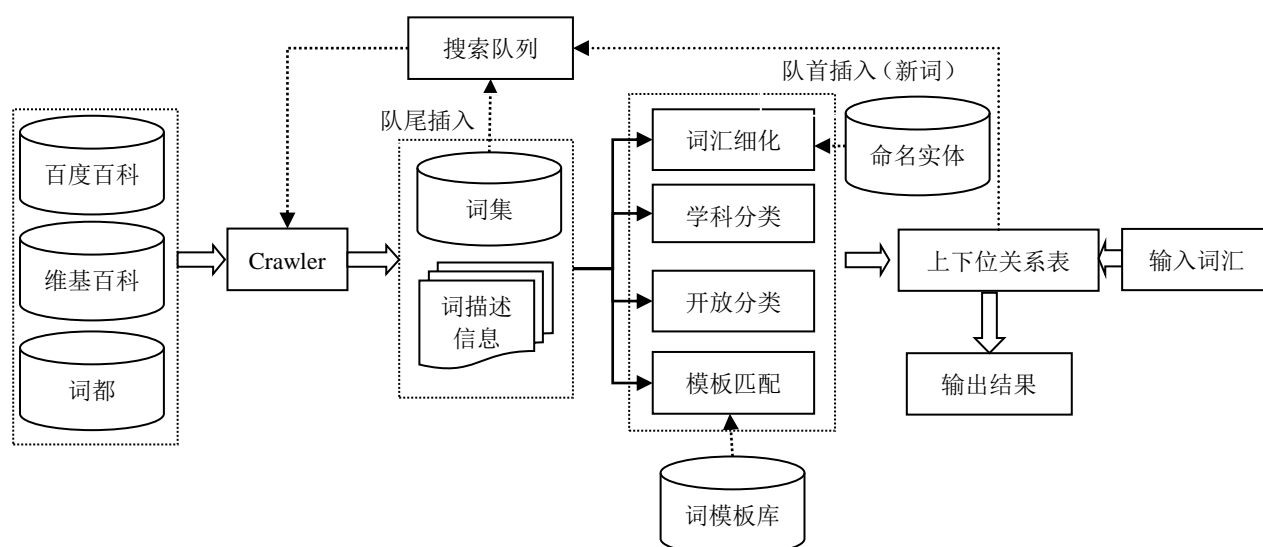 搜索队列
队首插入（新词）
队尾插入
百度百科
维基百科
词都
Crawler
词集
词描述
信息
词汇细化
学科分类
开放分类
模板匹配
命名实体
上下位关系表
输入词汇
输出结果
词模板库